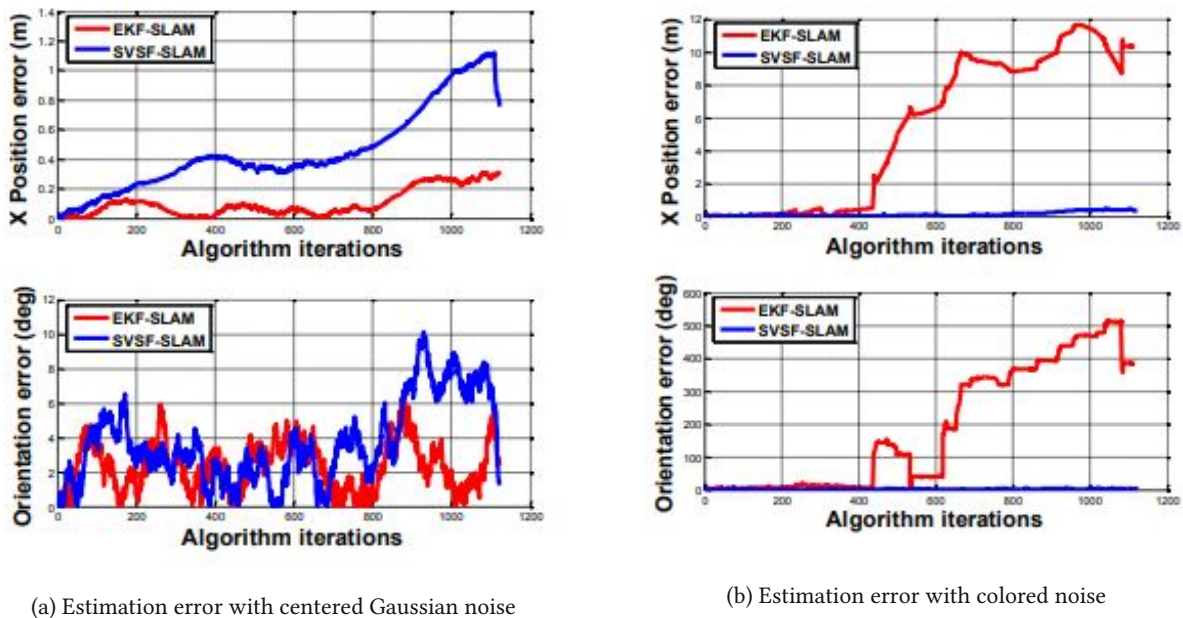 EKF-SLAM
SVSF-SLAM
X Position error (m)
1.4
1.2
1
0.8
0.6
0.4
0.2
0
0 200 400 600 800 1000 1200
Algorithm iterations
EKF-SLAM
SVSF-SLAM
Orientation error (deg)
12
10
8
6
4
2
0
0 200 400 600 800 1000 1200
Algorithm iterations
(a) Estimation error with centered Gaussian noise
EKF-SLAM
SVSF-SLAM
X Position error (m)
12
10
8
6
4
2
0
0 200 400 600 800 1000 1200
Algorithm iterations
EKF-SLAM
SVSF-SLAM
Orientation error (deg)
600
500
400
300
200
100
0
0 200 400 600 800 1000 1200
Algorithm iterations
(b) Estimation error with colored noise